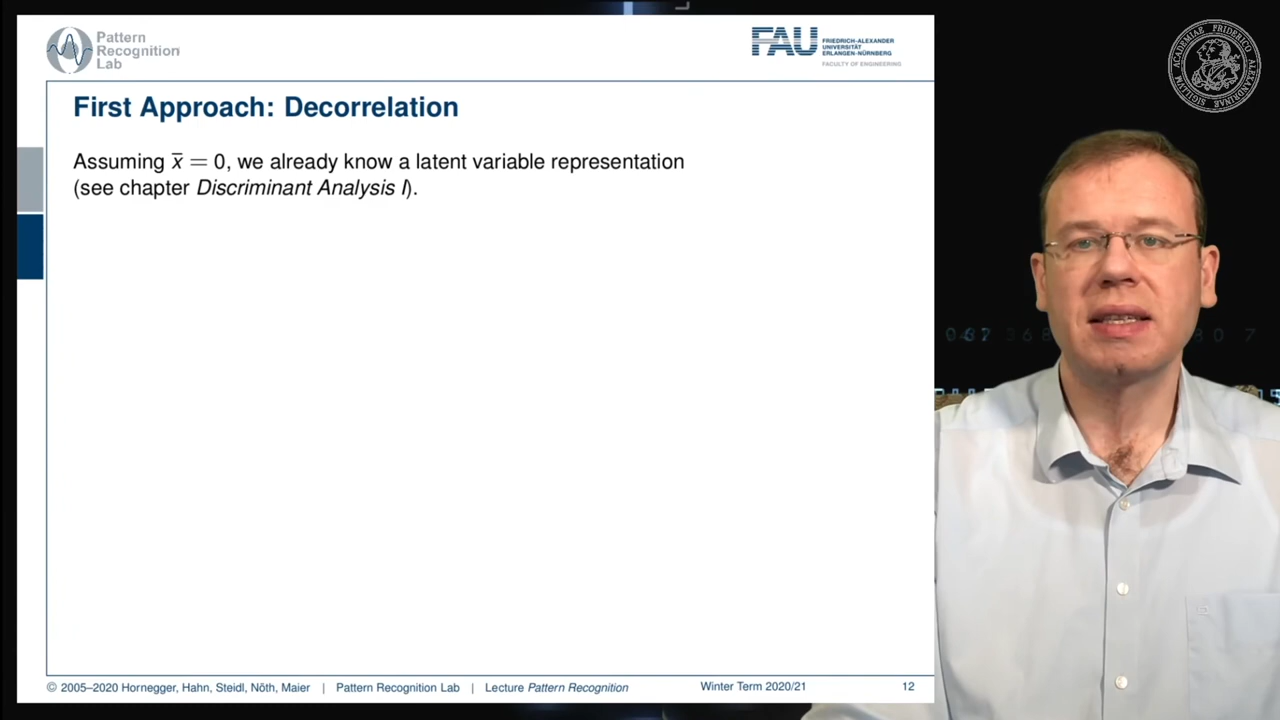 Pattern
Recognition
Lab
FAU
FRIEDRICH-ALEXANDER
UNIVERSITÄT
ERLANGEN-NÜRNBERG
FACULTY OF ENGINEERING
First Approach: Decorrelation
Assuming x̅ = 0, we already know a latent variable representation
(see chapter Discriminant Analysis I).
© 2005–2020 Hornegger, Hahn, Steidl, Nöth, Maier | Pattern Recognition Lab | Lecture Pattern Recognition Winter Term 2020/21 12